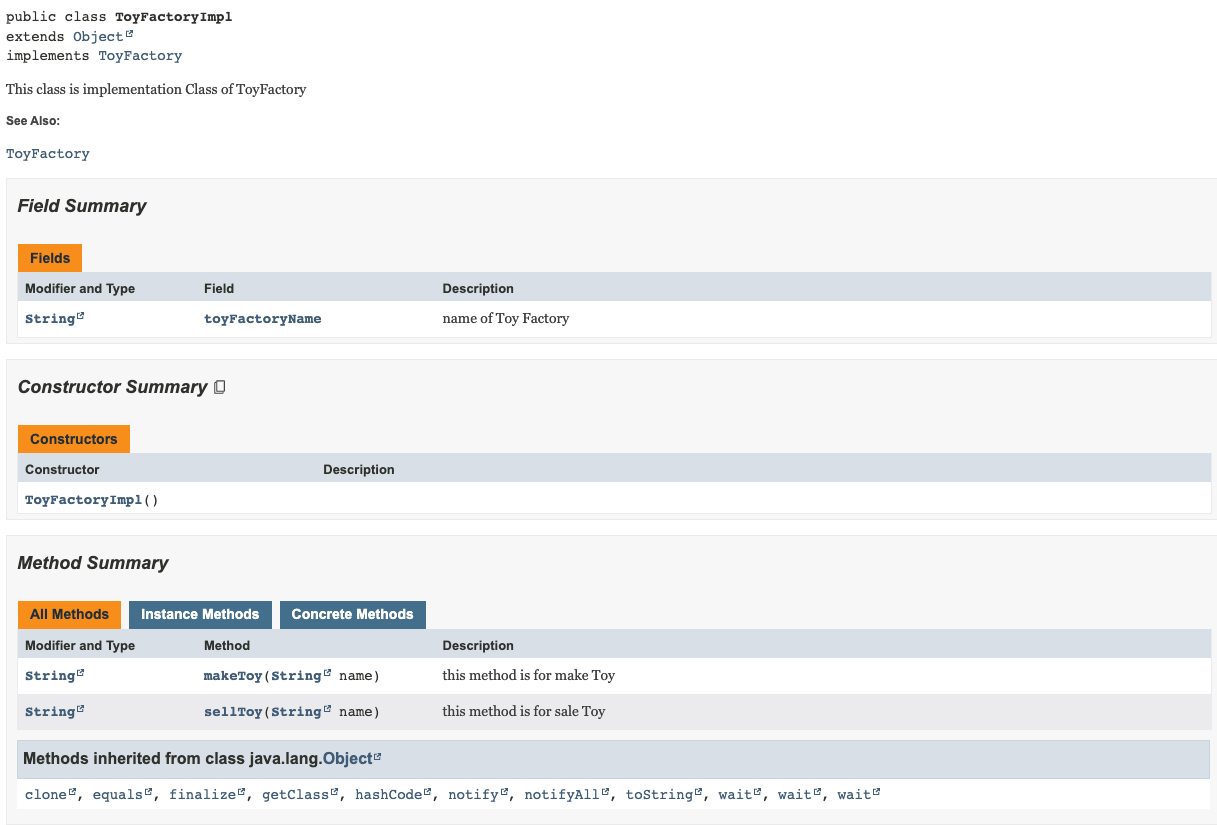 public class ToyFactoryImpl
extends Object
implements ToyFactory
This class is implementation Class of ToyFactory
See Also:
ToyFactory
Field Summary
Fields
Modifier and Type Field Description
String toyFactoryName name of Toy Factory
Constructor Summary
Constructors
Constructor Description
ToyFactoryImpl()
Method Summary
All Methods Instance Methods Concrete Methods
Modifier and Type Method Description
String makeToy(String name) this method is for make Toy
String sellToy(String name) this method is for sale Toy
Methods inherited from class java.lang.Object
clone, equals, finalize, getClass, hashCode, notify, notifyAll, toString, wait, wait, wait